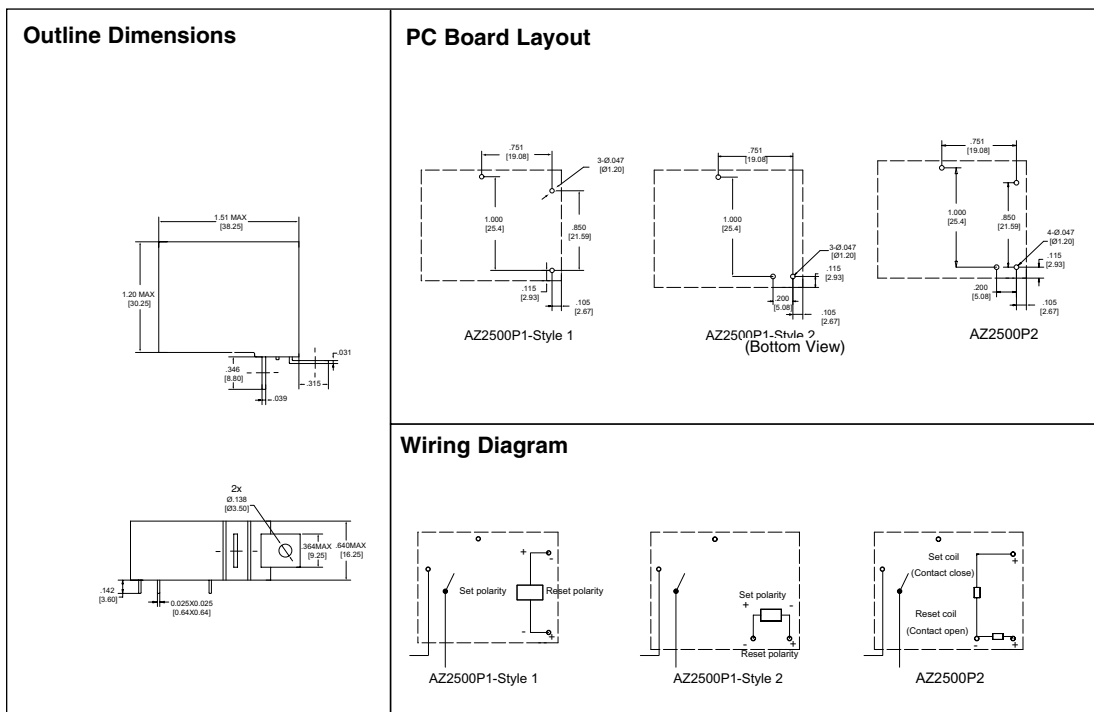 Outline Dimensions
1.51 MAX
[38.25]
1.20 MAX
[30.25]
.346
[8.80]
.039
.031
.315
2x
Ø.138
[Ø3.50]
.364MAX
[9.25]
.640MAX
[16.25]
.142
[3.60]
0.025X0.025
[0.64X0.64]
PC Board Layout
.751
[19.08]
3-Ø.047
[Ø1.20]
1.000
[25.4]
.850
[21.59]
.115
[2.93]
.105
[2.67]
AZ2500P1-Style 1
.751
[19.08]
1.000
[25.4]
3-Ø.047
[Ø1.20]
.115
[2.93]
.200
[5.08]
.105
[2.67]
AZ2500P1-Style 2
(Bottom View)
.751
[19.08]
1.000
[25.4]
.850
[21.59]
4-Ø.047
[Ø1.20]
.115
[2.93]
.200
[5.08]
.105
[2.67]
AZ2500P2
Wiring Diagram
+
-
Set polarity
Reset polarity
-
+
AZ2500P1-Style 1
Set polarity
+
-
-
+
Reset polarity
AZ2500P1-Style 2
Set coil
(Contact close)
+
Reset coil
(Contact open)
-
+
AZ2500P2